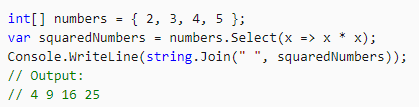 int[] numbers = { 2, 3, 4, 5 };
var squaredNumbers = numbers.Select(x => x * x);
Console.WriteLine(string.Join(" ", squaredNumbers));
// Output:
// 4 9 16 25